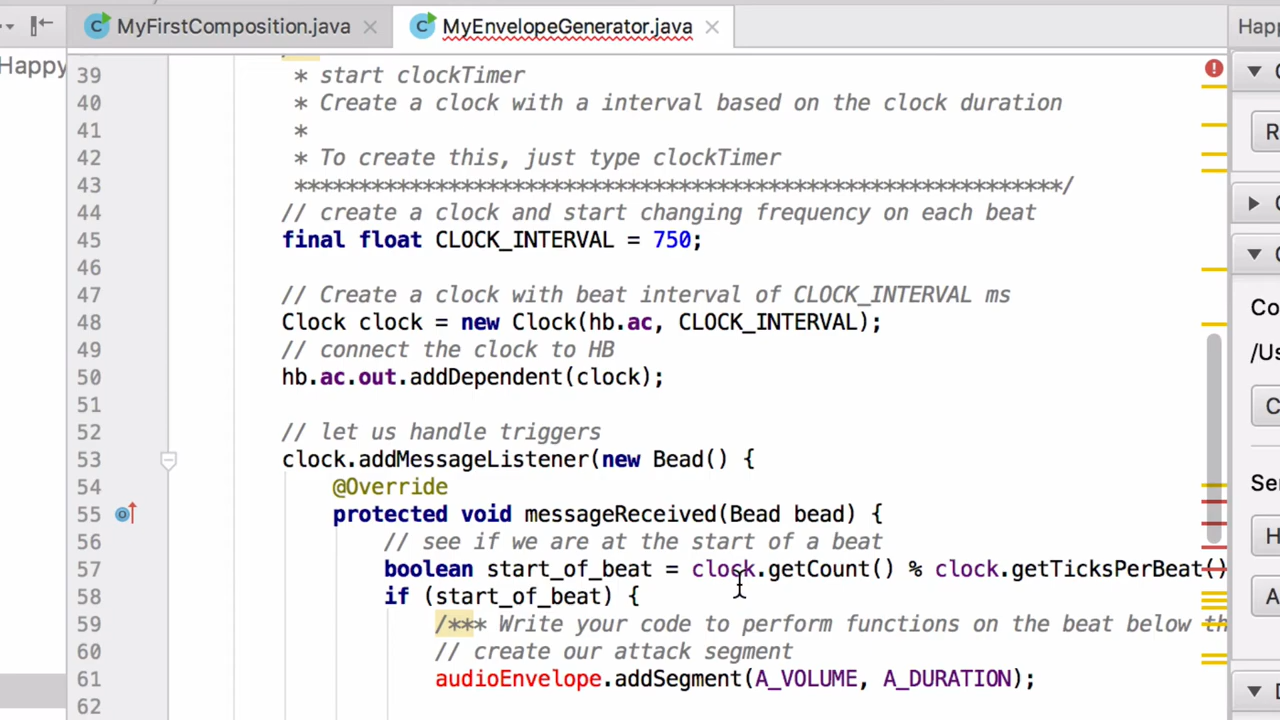 MyFirstComposition.java
MyEnvelopeGenerator.java
Happ
Happy
39 * start clockTimer
40 * Create a clock with a interval based on the clock duration
41 *
42 * To create this, just type clockTimer
43 ************************************************************/
44 // create a clock and start changing frequency on each beat
45 final float CLOCK_INTERVAL = 750;
46
47 // Create a clock with beat interval of CLOCK_INTERVAL ms
48 Clock clock = new Clock(hb.ac, CLOCK_INTERVAL);
49 // connect the clock to HB
50 hb.ac.out.addDependent(clock);
51
52 // let us handle triggers
53 clock.addMessageListener(new Bead() {
54 @Override
55 protected void messageReceived(Bead bead) {
56 // see if we are at the start of a beat
57 boolean start_of_beat = clock.getCount() % clock.getTicksPerBeat()
58 if (start_of_beat) {
59 /*** Write your code to perform functions on the beat below th
60 // create our attack segment
61 audioEnvelope.addSegment(A_VOLUME, A_DURATION);
62
R
Co
/Us
C
Ser
H
A